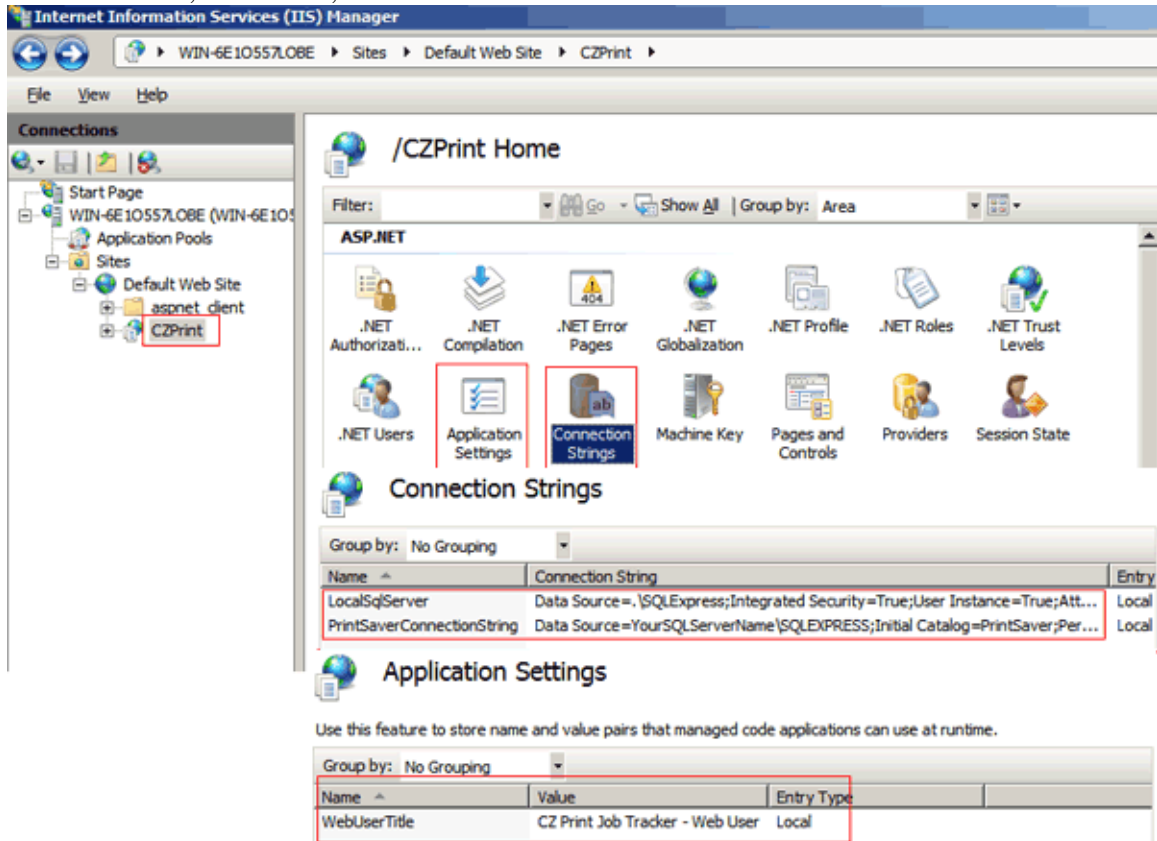 Internet Information Services (IIS) Manager
WIN-6E1O557LOBE Sites Default Web Site CZPrint
File View Help
Connections
Start Page
WIN-6E1O557LOBE (WIN-6E1O5
Application Pools
Sites
Default Web Site
aspnet_client
CZPrint
/CZPrint Home
Filter: Go Show All Group by: Area
ASP.NET
.NET Authorizati... .NET Compilation .NET Error Pages .NET Globalization .NET Profile .NET Roles .NET Trust Levels
404
ab
.NET Users Application Settings Connection Strings Machine Key Pages and Controls Providers Session State
Connection Strings
Group by: No Grouping
Name Connection String Entry
LocalSqlServer Data Source=.\SQLExpress;Integrated Security=True;User Instance=True;Att... Local
PrintSaverConnectionString Data Source=YourSQLServerName\SQLEXPRESS;Initial Catalog=PrintSaver;Per... Local
Application Settings
Use this feature to store name and value pairs that managed code applications can use at runtime.
Group by: No Grouping
Name Value Entry Type
WebUserTitle CZ Print Job Tracker - Web User Local